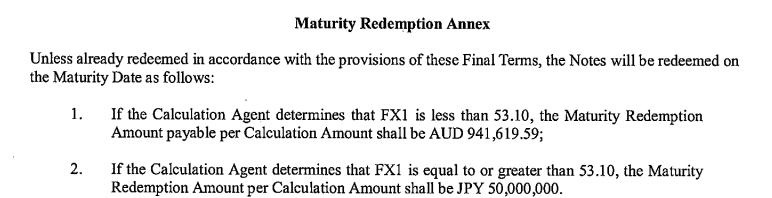 Maturity Redemption Annex
Unless already redeemed in accordance with the provisions of these Final Terms, the Notes will be redeemed on
the Maturity Date as follows:
1. If the Calculation Agent determines that FX1 is less than 53.10, the Maturity Redemption
Amount payable per Calculation Amount shall be AUD 941,619.59;
2. If the Calculation Agent determines that FX1 is equal to or greater than 53.10, the Maturity
Redemption Amount per Calculation Amount shall be JPY 50,000,000.